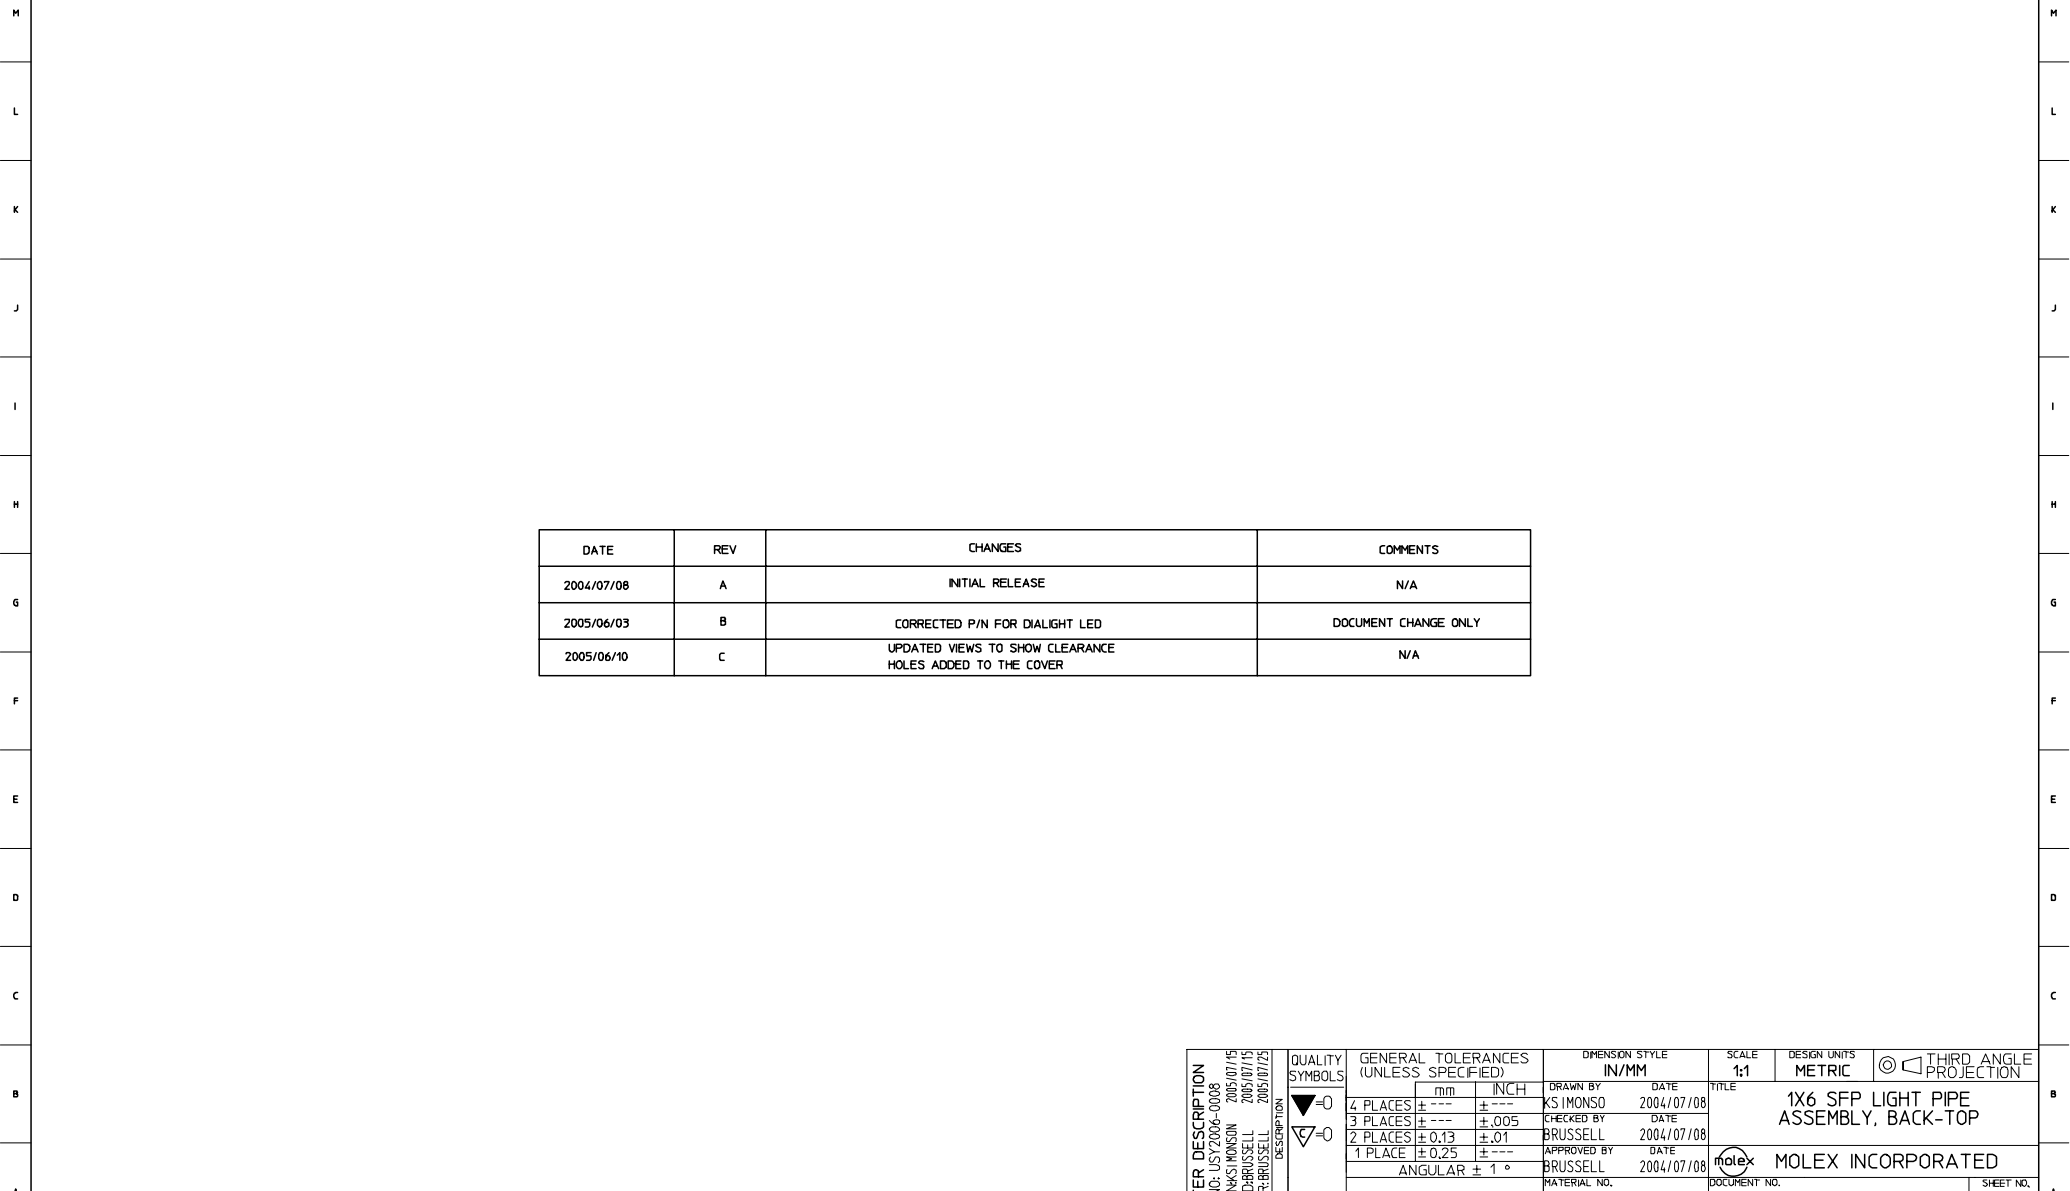 M M
L L
K K
J J
I I
H H
DATE REV CHANGES COMMENTS
2004/07/08 A INITIAL RELEASE N/A
G G
2005/06/03 B CORRECTED P/N FOR DIALIGHT LED DOCUMENT CHANGE ONLY
2005/06/10 C UPDATED VIEWS TO SHOW CLEARANCE
HOLES ADDED TO THE COVER N/A
F F
E E
D D
C C
B B
ER DESCRIPTION
NO: USY2006-0008
N:KSIMONSON 2005/07/15
D:BRUSSELL 2005/07/15
R:BRUSSELL 2005/07/25
DESCRIPTION
QUALITY
SYMBOLS
=0
C=0
GENERAL TOLERANCES
(UNLESS SPECIFIED)
mm INCH
4 PLACES ± --- ± ---
3 PLACES ± --- ±.005
2 PLACES ± 0.13 ±.01
1 PLACE ± 0.25 ± ---
ANGULAR ± 1 °
DIMENSION STYLE
IN/MM
DRAWN BY DATE
KSIMONSO 2004/07/08
CHECKED BY DATE
BRUSSELL 2004/07/08
APPROVED BY DATE
BRUSSELL 2004/07/08
MATERIAL NO.
SCALE
1:1
DESIGN UNITS
METRIC
THIRD ANGLE
PROJECTION
TITLE
1X6 SFP LIGHT PIPE
ASSEMBLY, BACK-TOP
molex MOLEX INCORPORATED
DOCUMENT NO. SHEET NO.